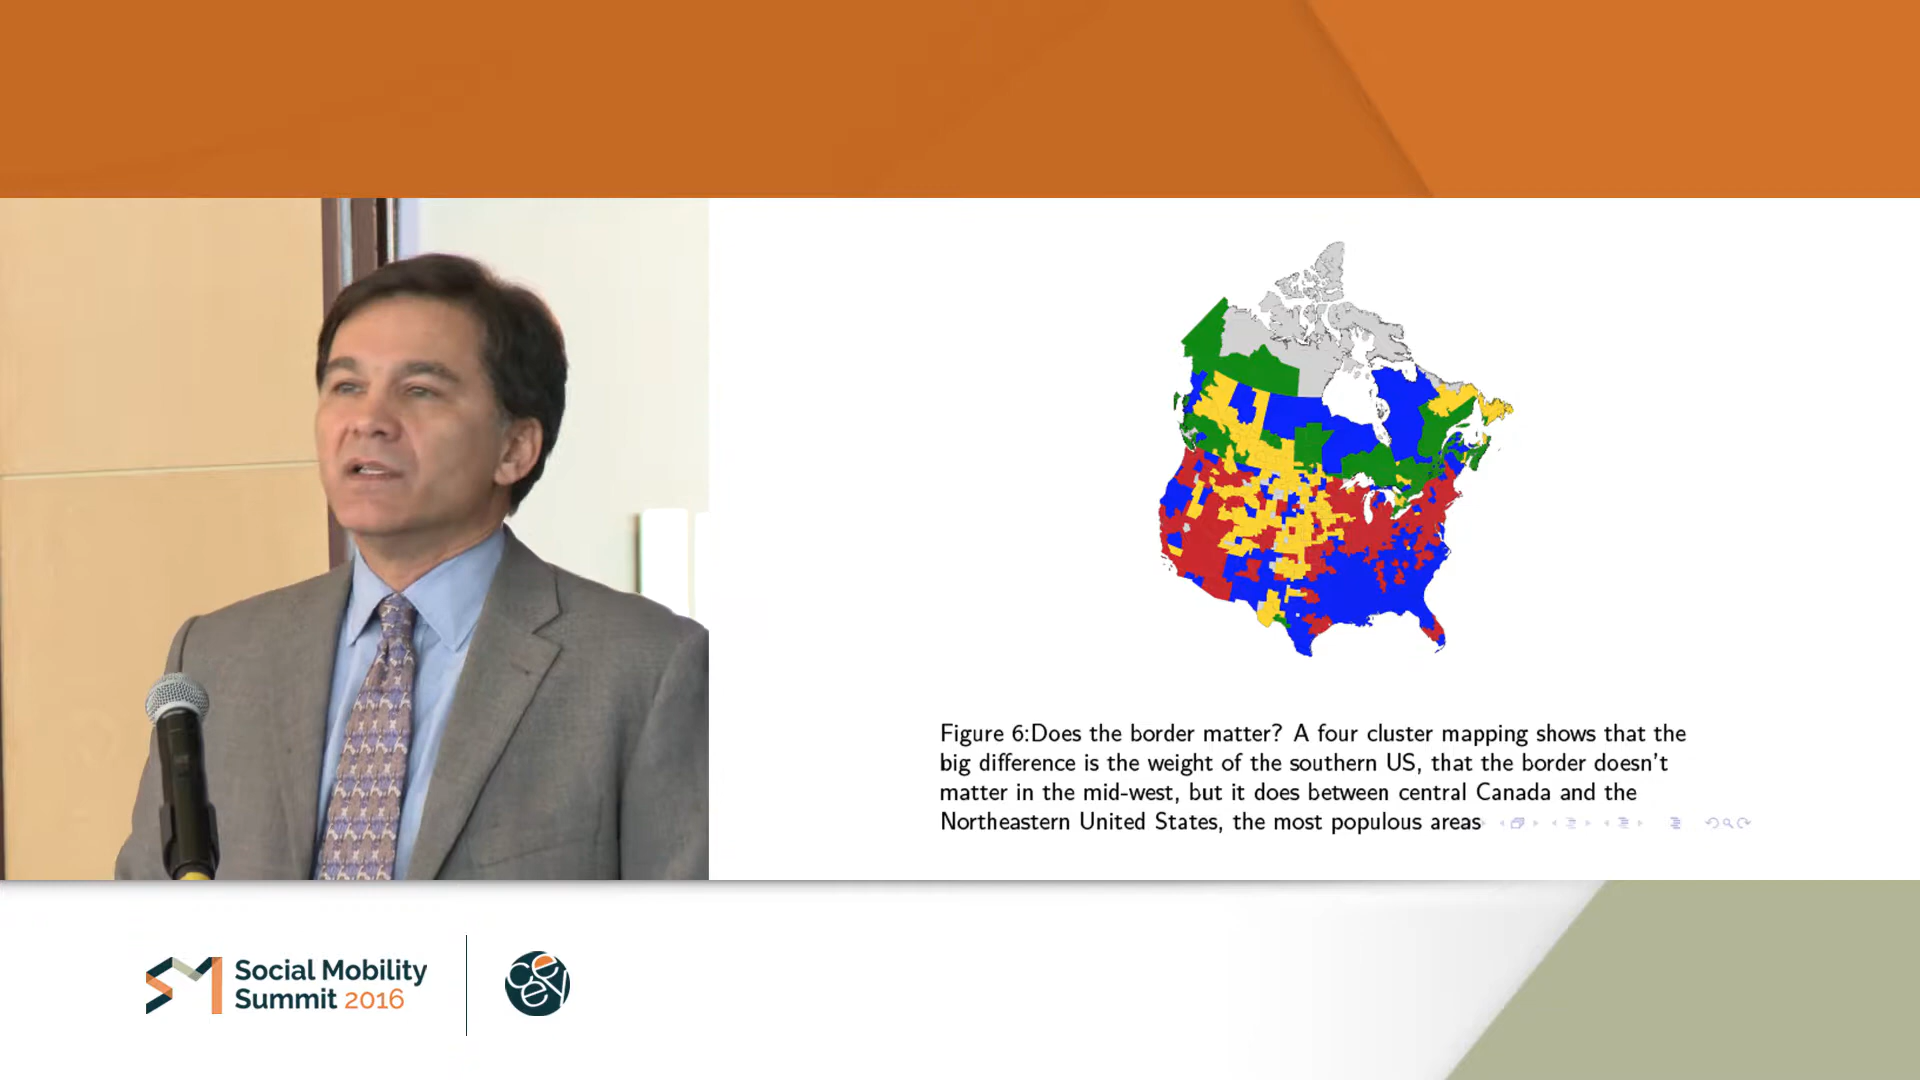 Figure 6:Does the border matter? A four cluster mapping shows that the
big difference is the weight of the southern US, that the border doesn't
matter in the mid-west, but it does between central Canada and the
Northeastern United States, the most populous areas
SM
Social Mobility
Summit 2016
ceey